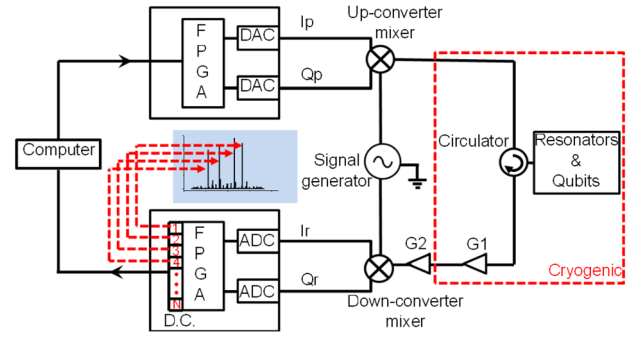 Ip
Up-converter
mixer
F
P
G
A
DAC
DAC
Qp
Computer
Signal
generator
Circulator
Resonators
&
Qubits
1
2
3
4
N
F
P
G
A
ADC
ADC
Ir
Qr
G2
G1
Cryogenic
Down-converter
mixer
D.C.